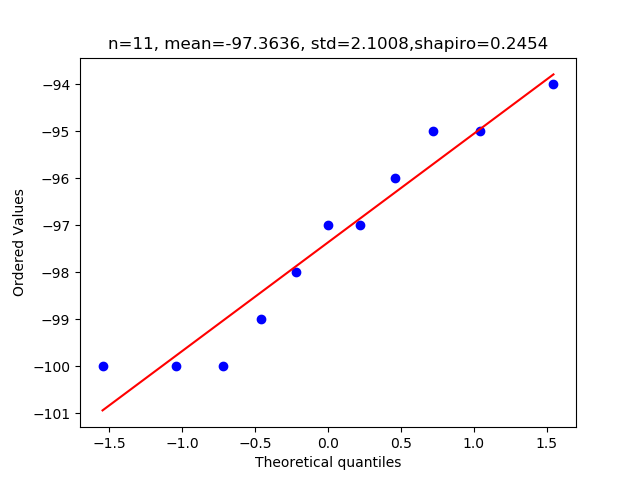 n=11, mean=-97.3636, std=2.1008,shapiro=0.2454
Ordered Values
−94
−95
−96
−97
−98
−99
−100
−101
−1.5 −1.0 −0.5 0.0 0.5 1.0 1.5
Theoretical quantiles